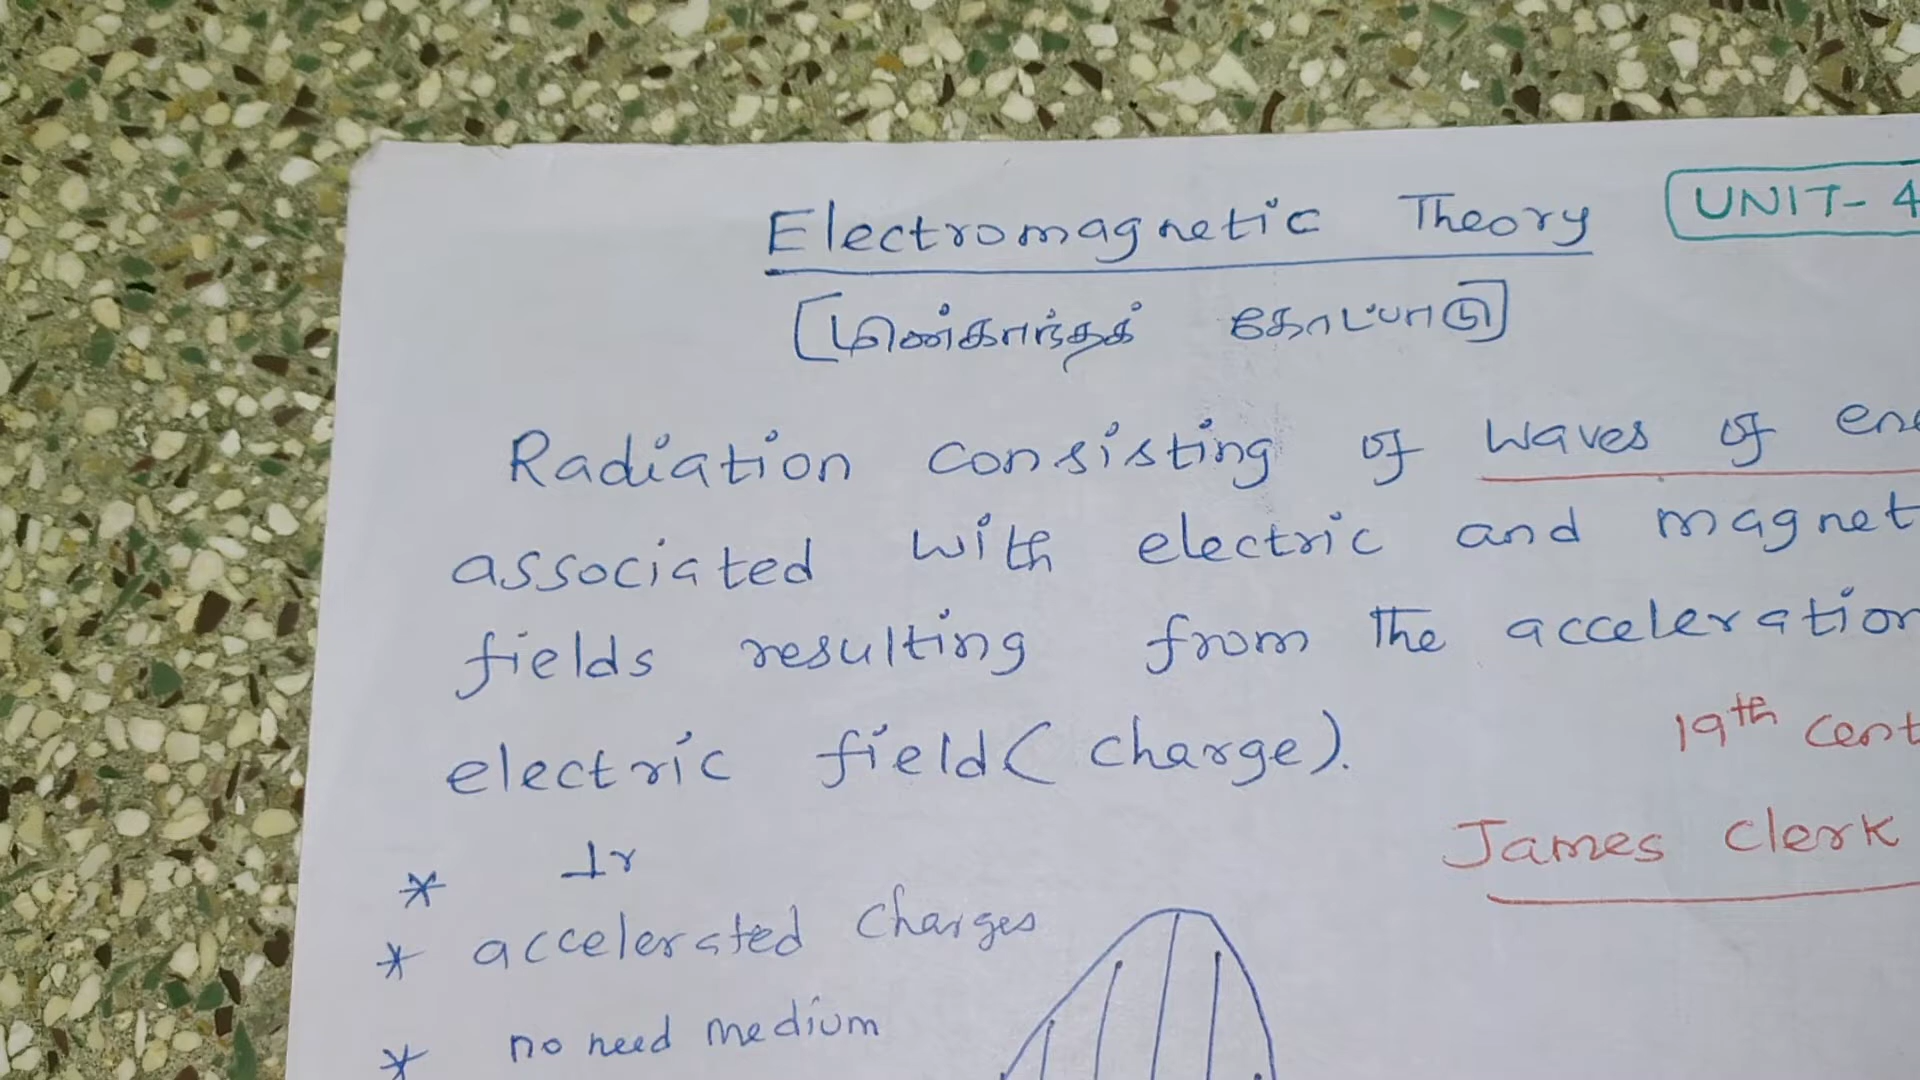 Electromagnetic Theory UNIT-4
[மின்காந்தக் கோட்பாடு]
Radiation consisting of waves of
associated with electric and
fields resulting from the acceleration
electric field (charge).
19th
James Clerk
* ⊥r
* accelerated charges
* no need medium